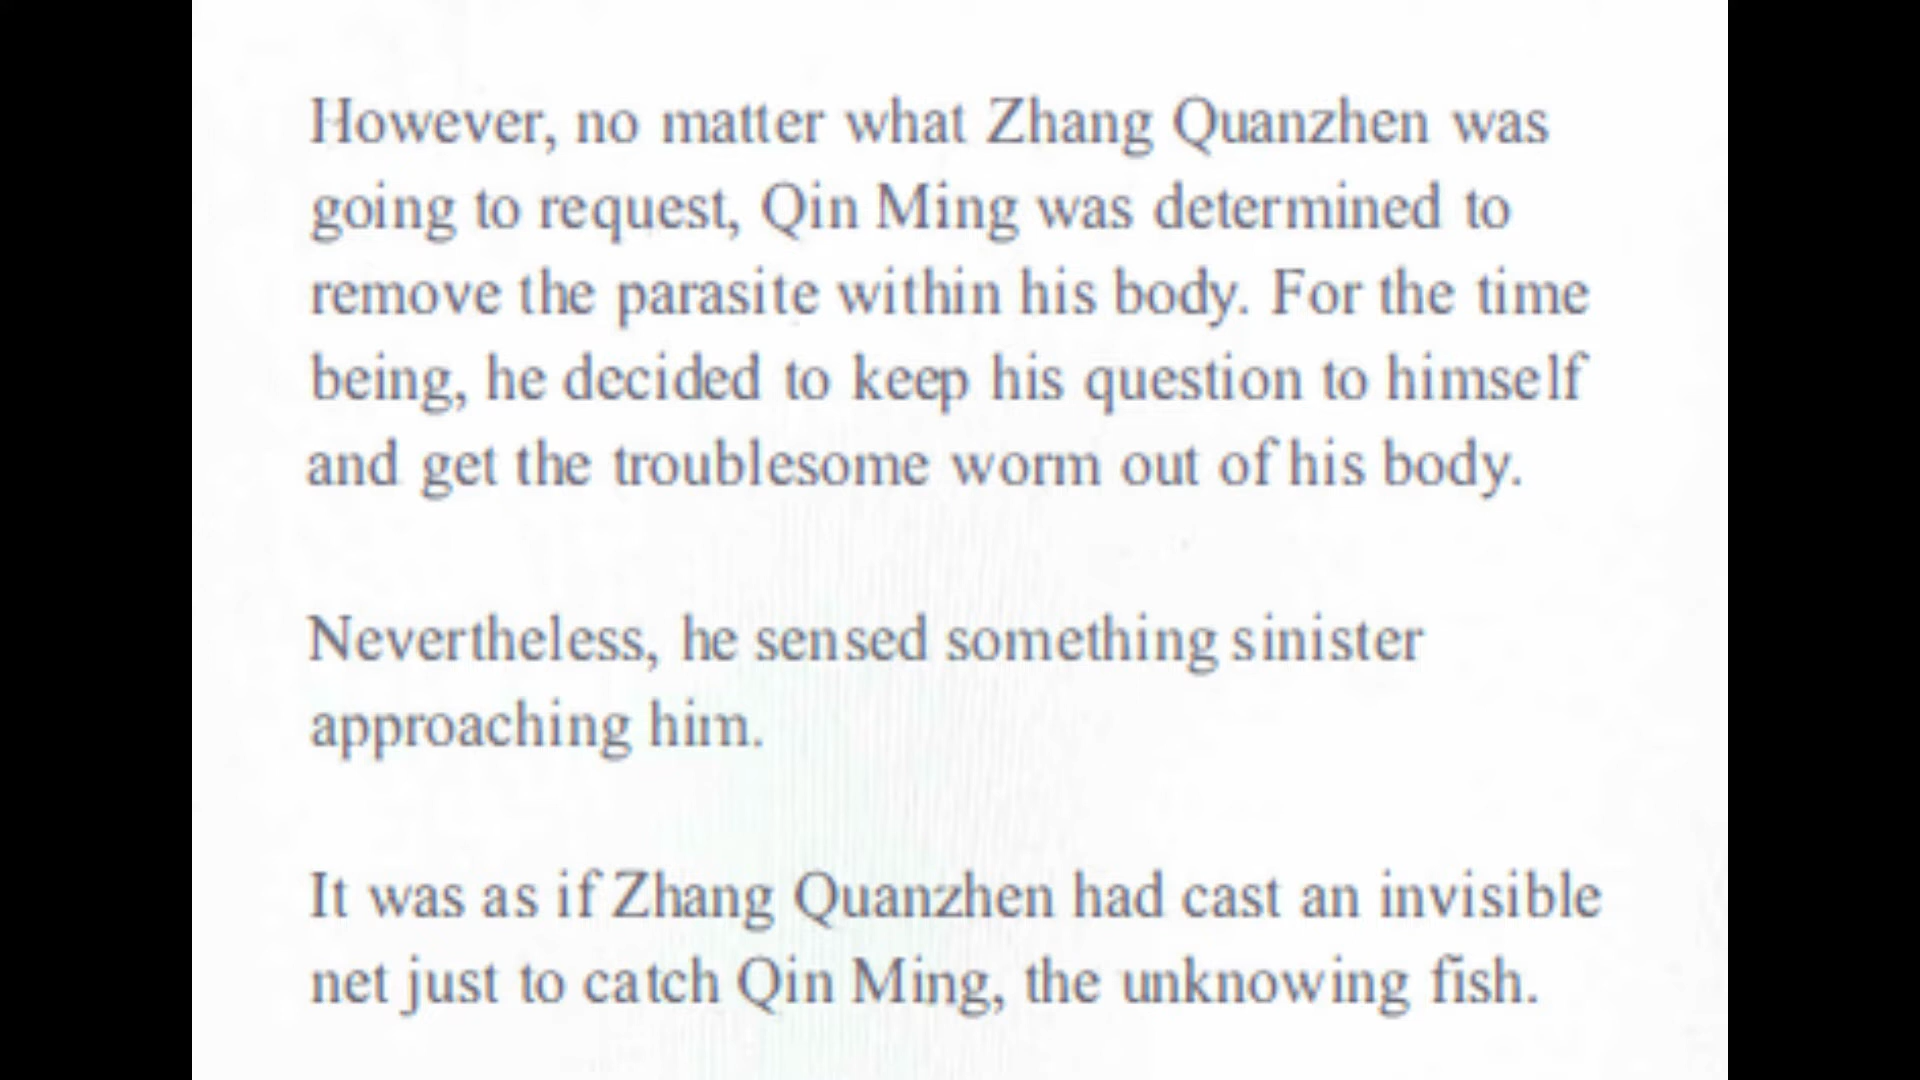 However, no matter what Zhang Quanzhen was
going to request, Qin Ming was determined to
remove the parasite within his body. For the time
being, he decided to keep his question to himself
and get the troublesome worm out of his body.
Nevertheless, he sensed something sinister
approaching him.
It was as if Zhang Quanzhen had cast an invisible
net just to catch Qin Ming, the unknowing fish.